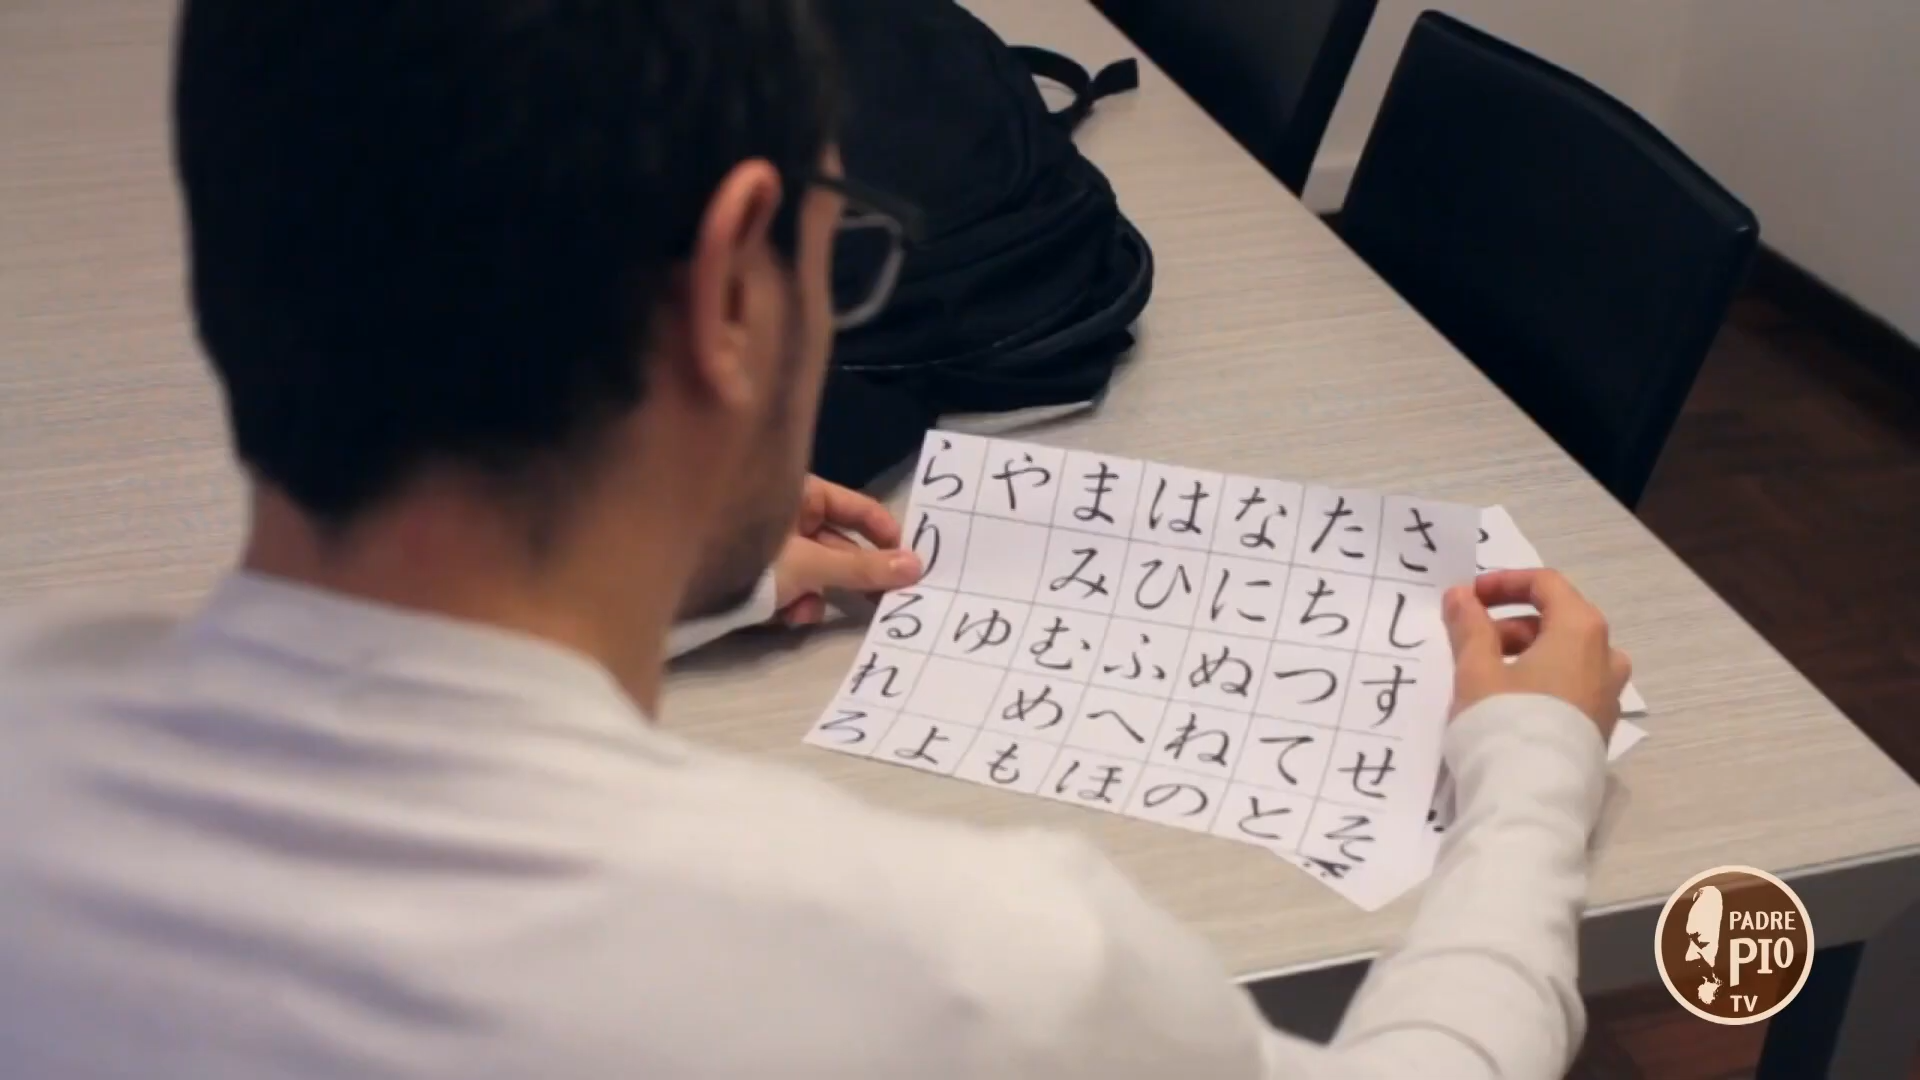 らやまはなたさ
りみひにちし
るゆむふぬつす
れめへねてせ
ろよもほのとそ
PADRE
PIO
TV